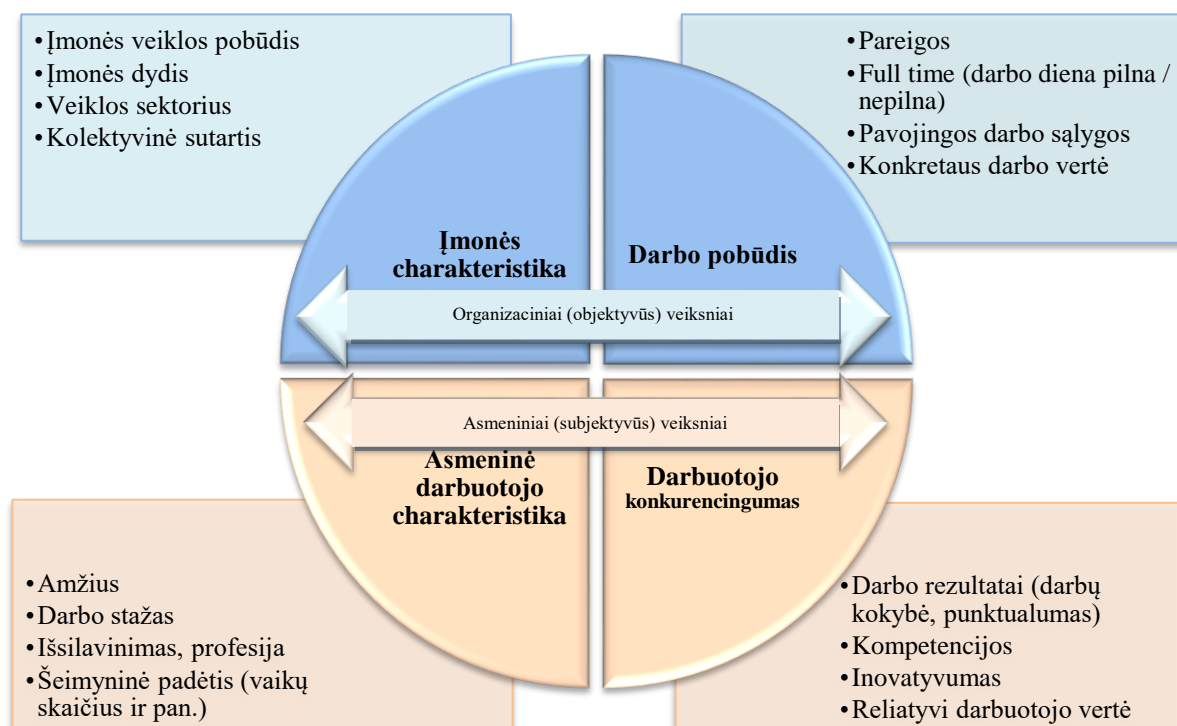 •Įmonės veiklos pobūdis
•Įmonės dydis
•Veiklos sektorius
•Kolektyvinė sutartis
•Pareigos
•Full time (darbo diena pilna /
nepilna)
•Pavojingos darbo sąlygos
•Konkretaus darbo vertė
Įmonės
charakteristika
Darbo pobūdis
Organizaciniai (objektyvūs) veiksniai
Asmeniniai (subjektyvūs) veiksniai
Asmeninė
darbuotojo
charakteristika
Darbuotojo
konkurencingumas
•Amžius
•Darbo stažas
•Išsilavinimas, profesija
•Šeimyninė padėtis (vaikų
skaičius ir pan.)
•Darbo rezultatai (darbų
kokybė, punktualumas)
•Kompetencijos
•Inovatyvumas
•Reliatyvi darbuotojo vertė